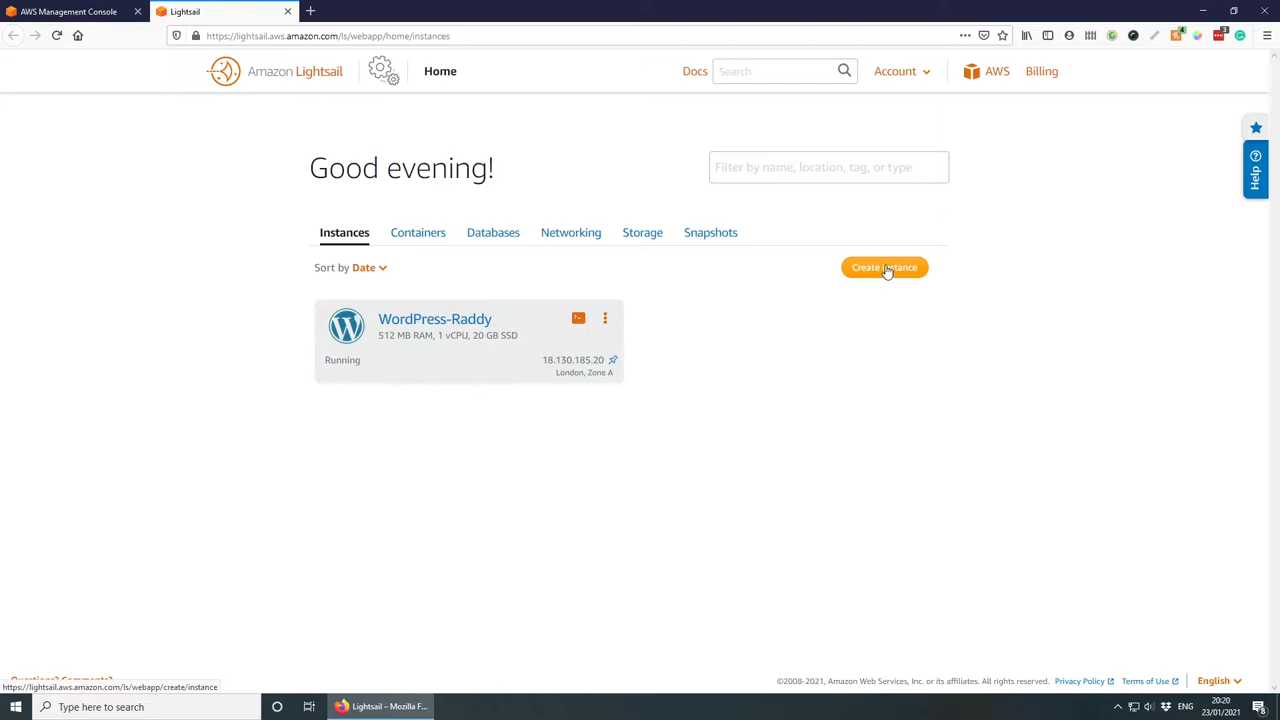 AWS Management Console
Lightsail
https://lightsail.aws.amazon.com/ls/webapp/home/instances
4
3
Amazon Lightsail
Home
Docs
Search
Account
AWS
Billing
Good evening!
Filter by name, location, tag, or type
Help
Instances
Containers
Databases
Networking
Storage
Snapshots
Sort by Date
Create instance
WordPress-Raddy
512 MB RAM, 1 vCPU, 20 GB SSD
Running
18.130.185.20
London, Zone A
Questions? Comments?
©2008-2021, Amazon Web Services, Inc. or its affiliates. All rights reserved.
Privacy Policy
Terms of Use
English
https://lightsail.aws.amazon.com/ls/webapp/create/instance
Type here to search
Lightsail – Mozilla F...
ENG
20:20
23/01/2021
8